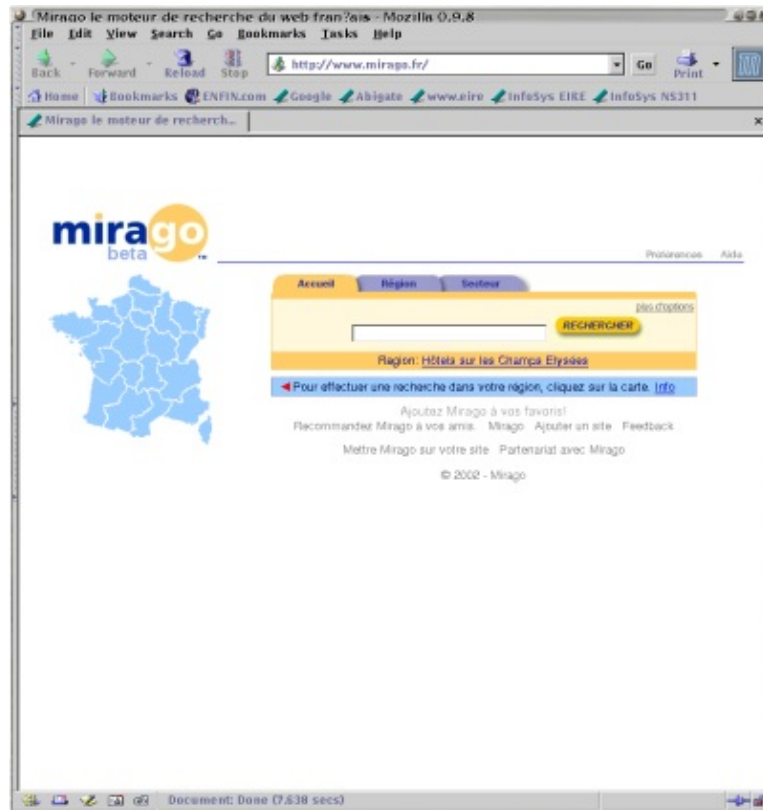 Mirago le moteur de recherche du web fran?ais - Mozilla 0.9.8
File Edit View Search Go Bookmarks Tasks Help
Back Forward Reload Stop http://www.mirago.fr/ Go Print
Home Bookmarks ENFIN.com Google Abigate www.eire InfoSys EIRE InfoSys NS311
Mirago le moteur de recherch...
mirago
beta
Préférences Aide
Accueil Région Secteur
plus d'options
RECHERCHER
Region: Hôtels sur les Champs Elysées
Pour effectuer une recherche dans votre région, cliquez sur la carte. Info
Ajoutez Mirago à vos favoris!
Recommandez Mirago à vos amis. Mirago Ajouter un site Feedback
Mettre Mirago sur votre site Partenariat avec Mirago
© 2002 - Mirago
Document: Done (7.638 secs)